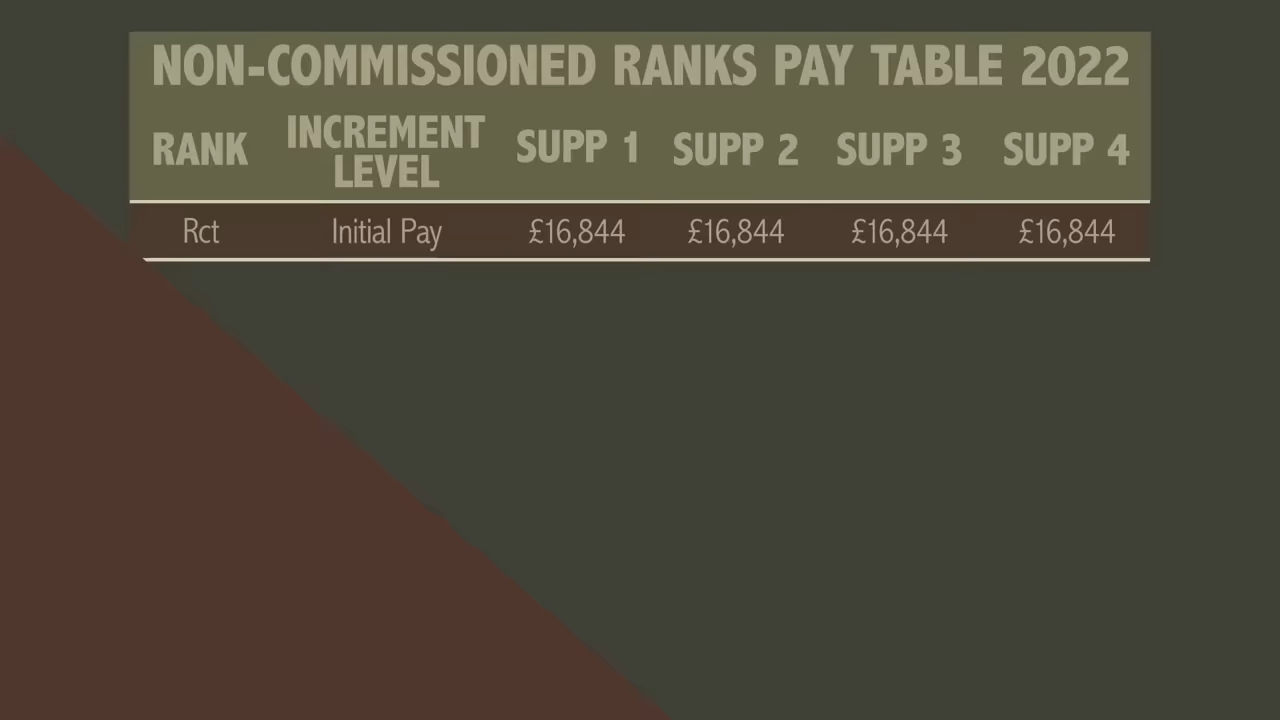 NON-COMMISSIONED RANKS PAY TABLE 2022
RANK INCREMENT LEVEL SUPP 1 SUPP 2 SUPP 3 SUPP 4
Rct Initial Pay £16,844 £16,844 £16,844 £16,844